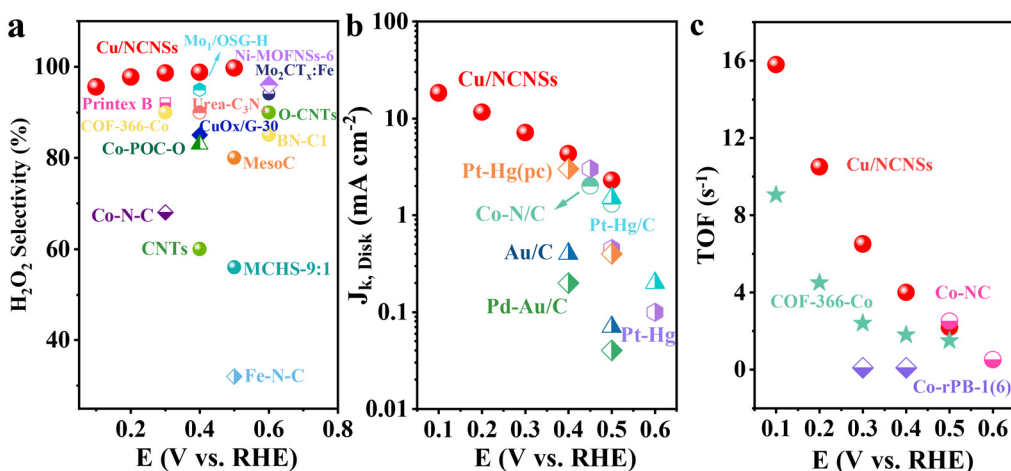 a
Cu/NCNSs
Mo₁/OSG-H
Ni-MOFNSs-6
Mo₂CTₓ:Fe
Printex B
Urea-C₃N
O-CNTs
COF-366-Co
CuOx/G-30
BN-C1
Co-POC-O
MesoC
Co-N-C
CNTs
MCHS-9:1
Fe-N-C
H₂O₂ Selectivity (%)
100
80
60
40
0.2 0.4 0.6 0.8
E (V vs. RHE)
b
Cu/NCNSs
Pt-Hg(pc)
Co-N/C
Pt-Hg/C
Au/C
Pd-Au/C
Pt-Hg
Jk, Disk (mA cm⁻²)
100
10
1
0.1
0.01
0.1 0.2 0.3 0.4 0.5 0.6
E (V vs. RHE)
c
Cu/NCNSs
COF-366-Co
Co-NC
Co-rPB-1(6)
TOF (s⁻¹)
16
12
8
4
0
0.1 0.2 0.3 0.4 0.5 0.6
E (V vs. RHE)